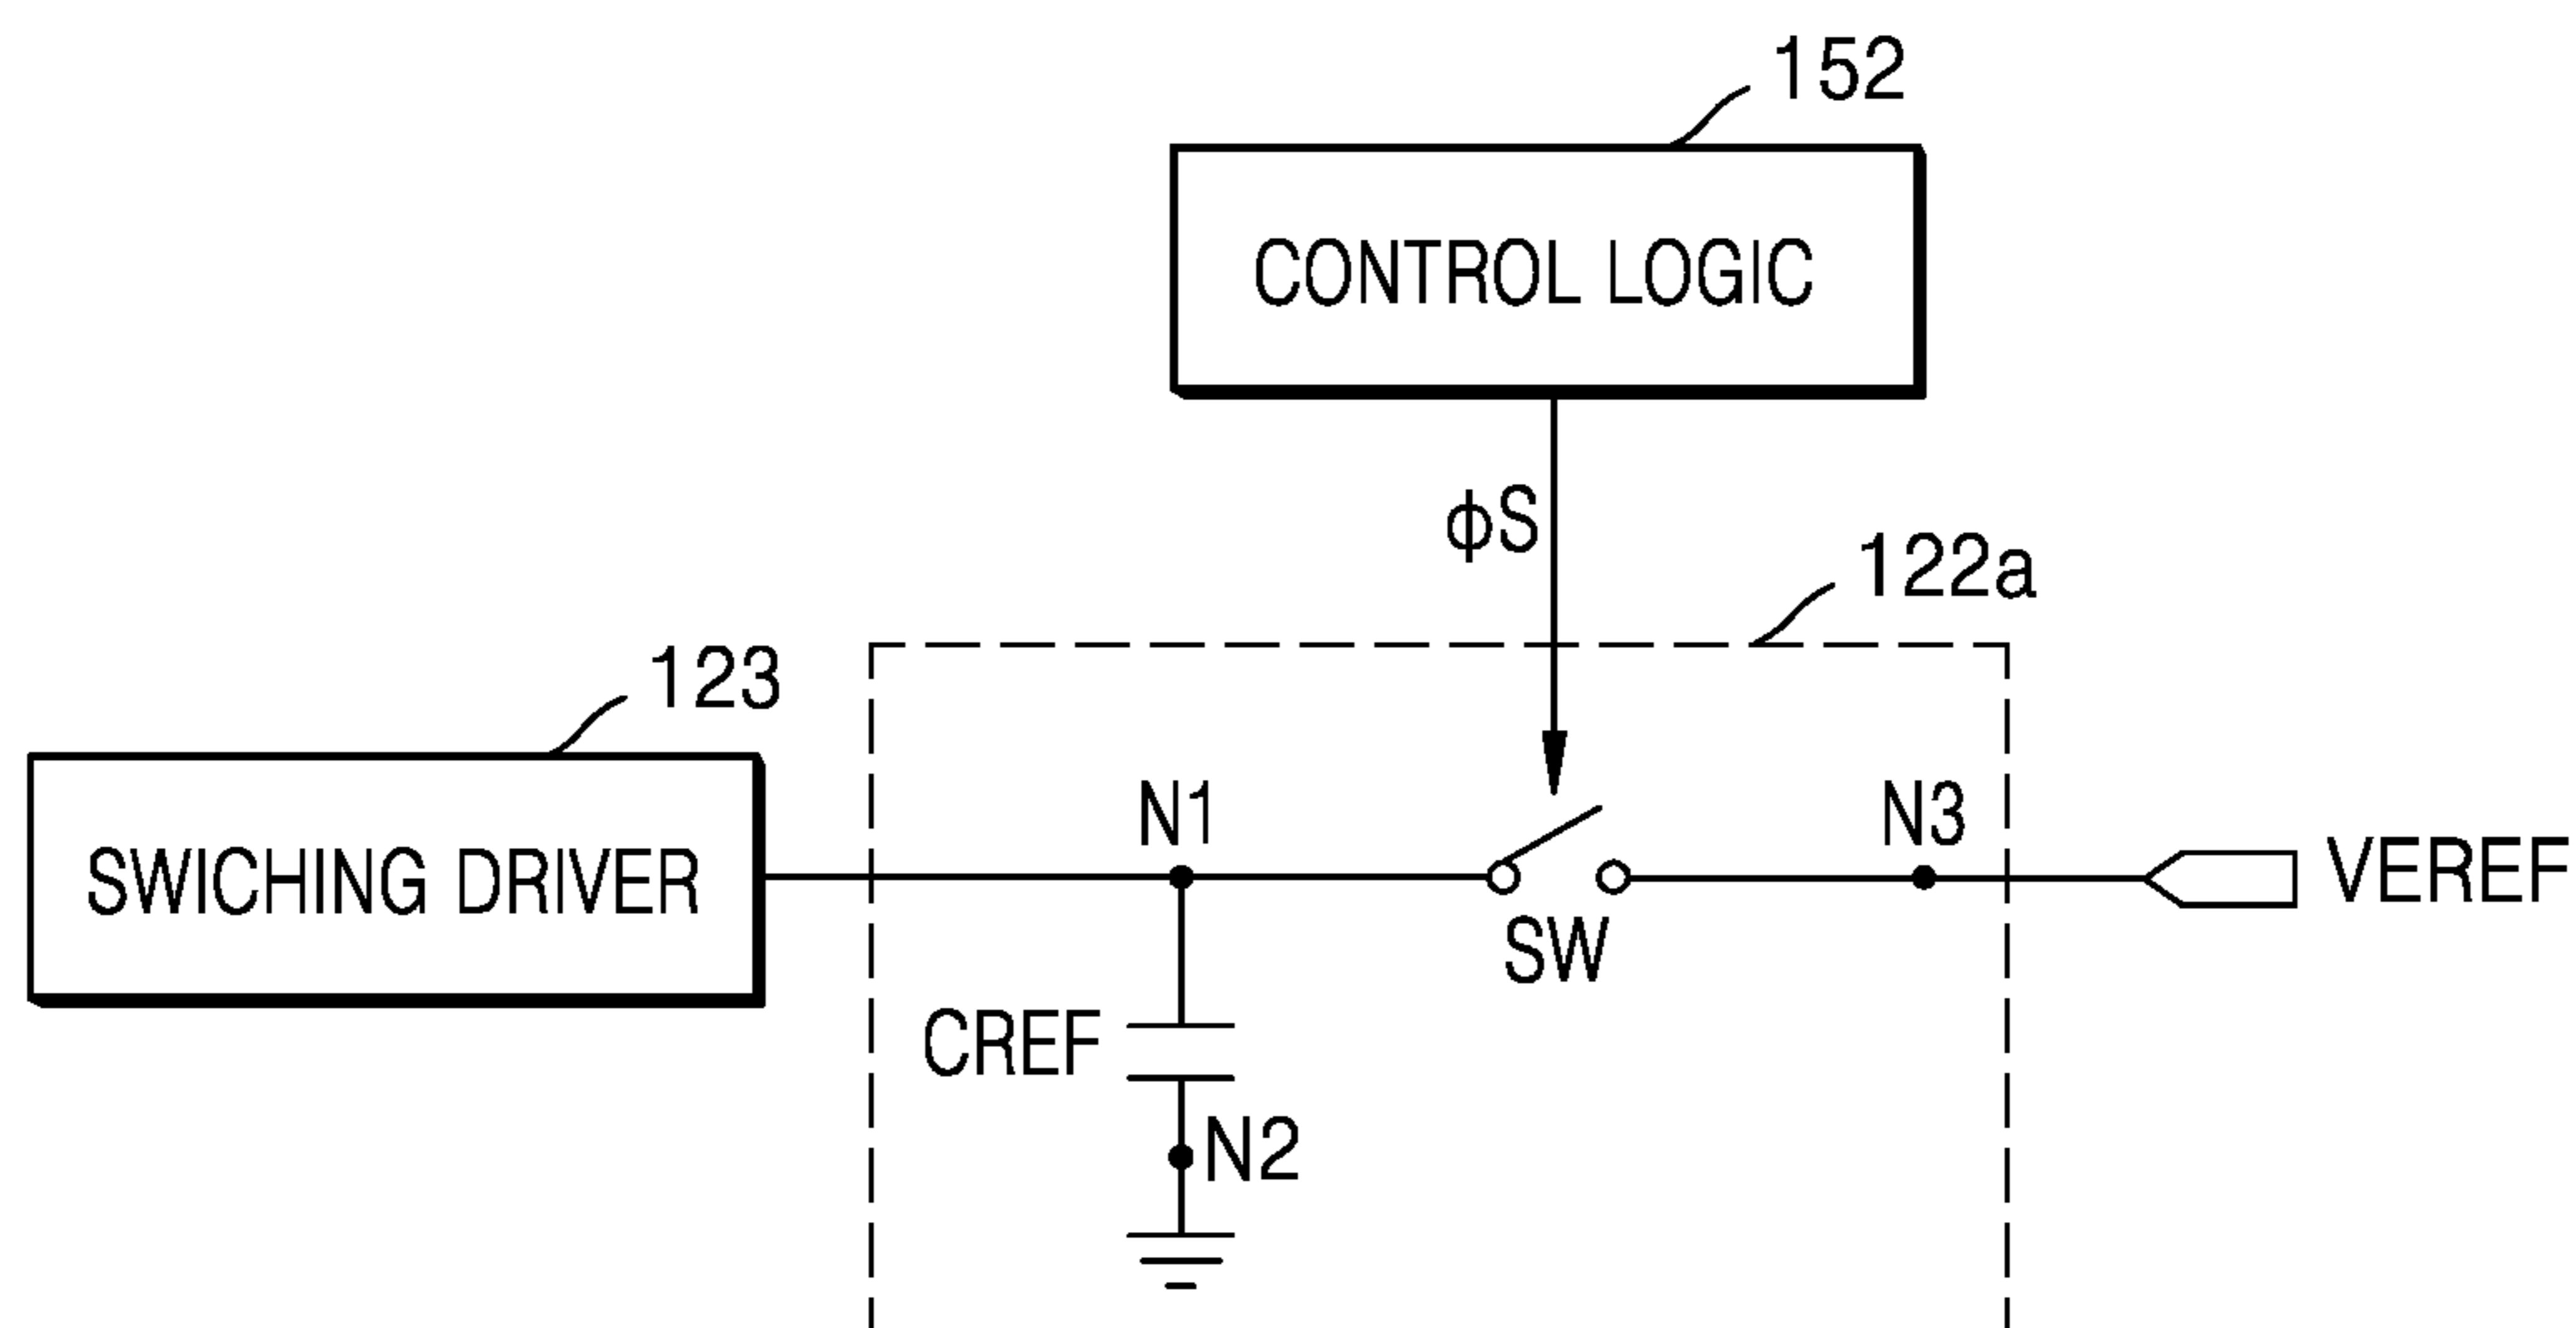 152
CONTROL LOGIC
ϕS
122a
123
SWICHING DRIVER
N1
N3
VEREF
SW
CREF
N2